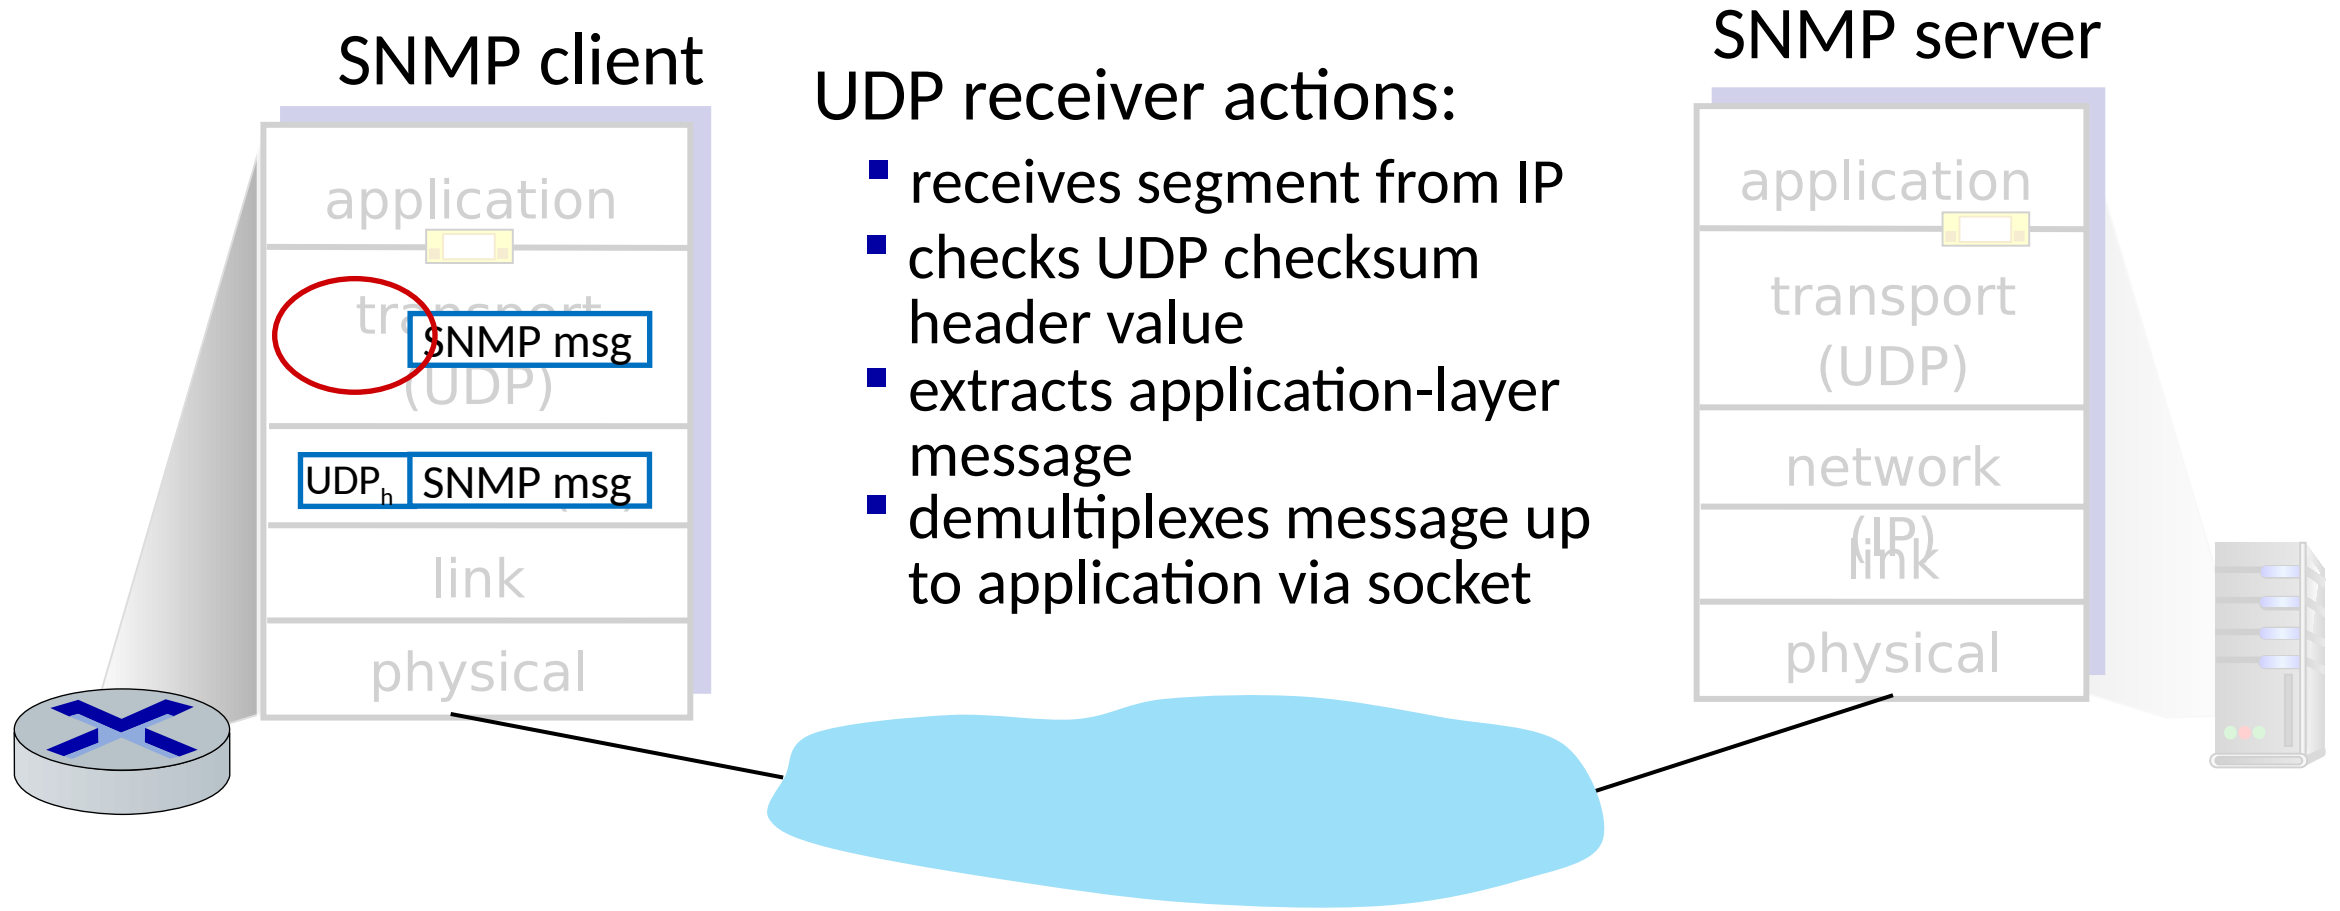 SNMP client
SNMP server
UDP receiver actions:
receives segment from IP
checks UDP checksum
header value
extracts application-layer
message
demultiplexes message up
to application via socket
application
transport
SNMP msg
(UDP)
UDPh SNMP msg
link
physical
application
transport
(UDP)
network
(IP)
link
physical